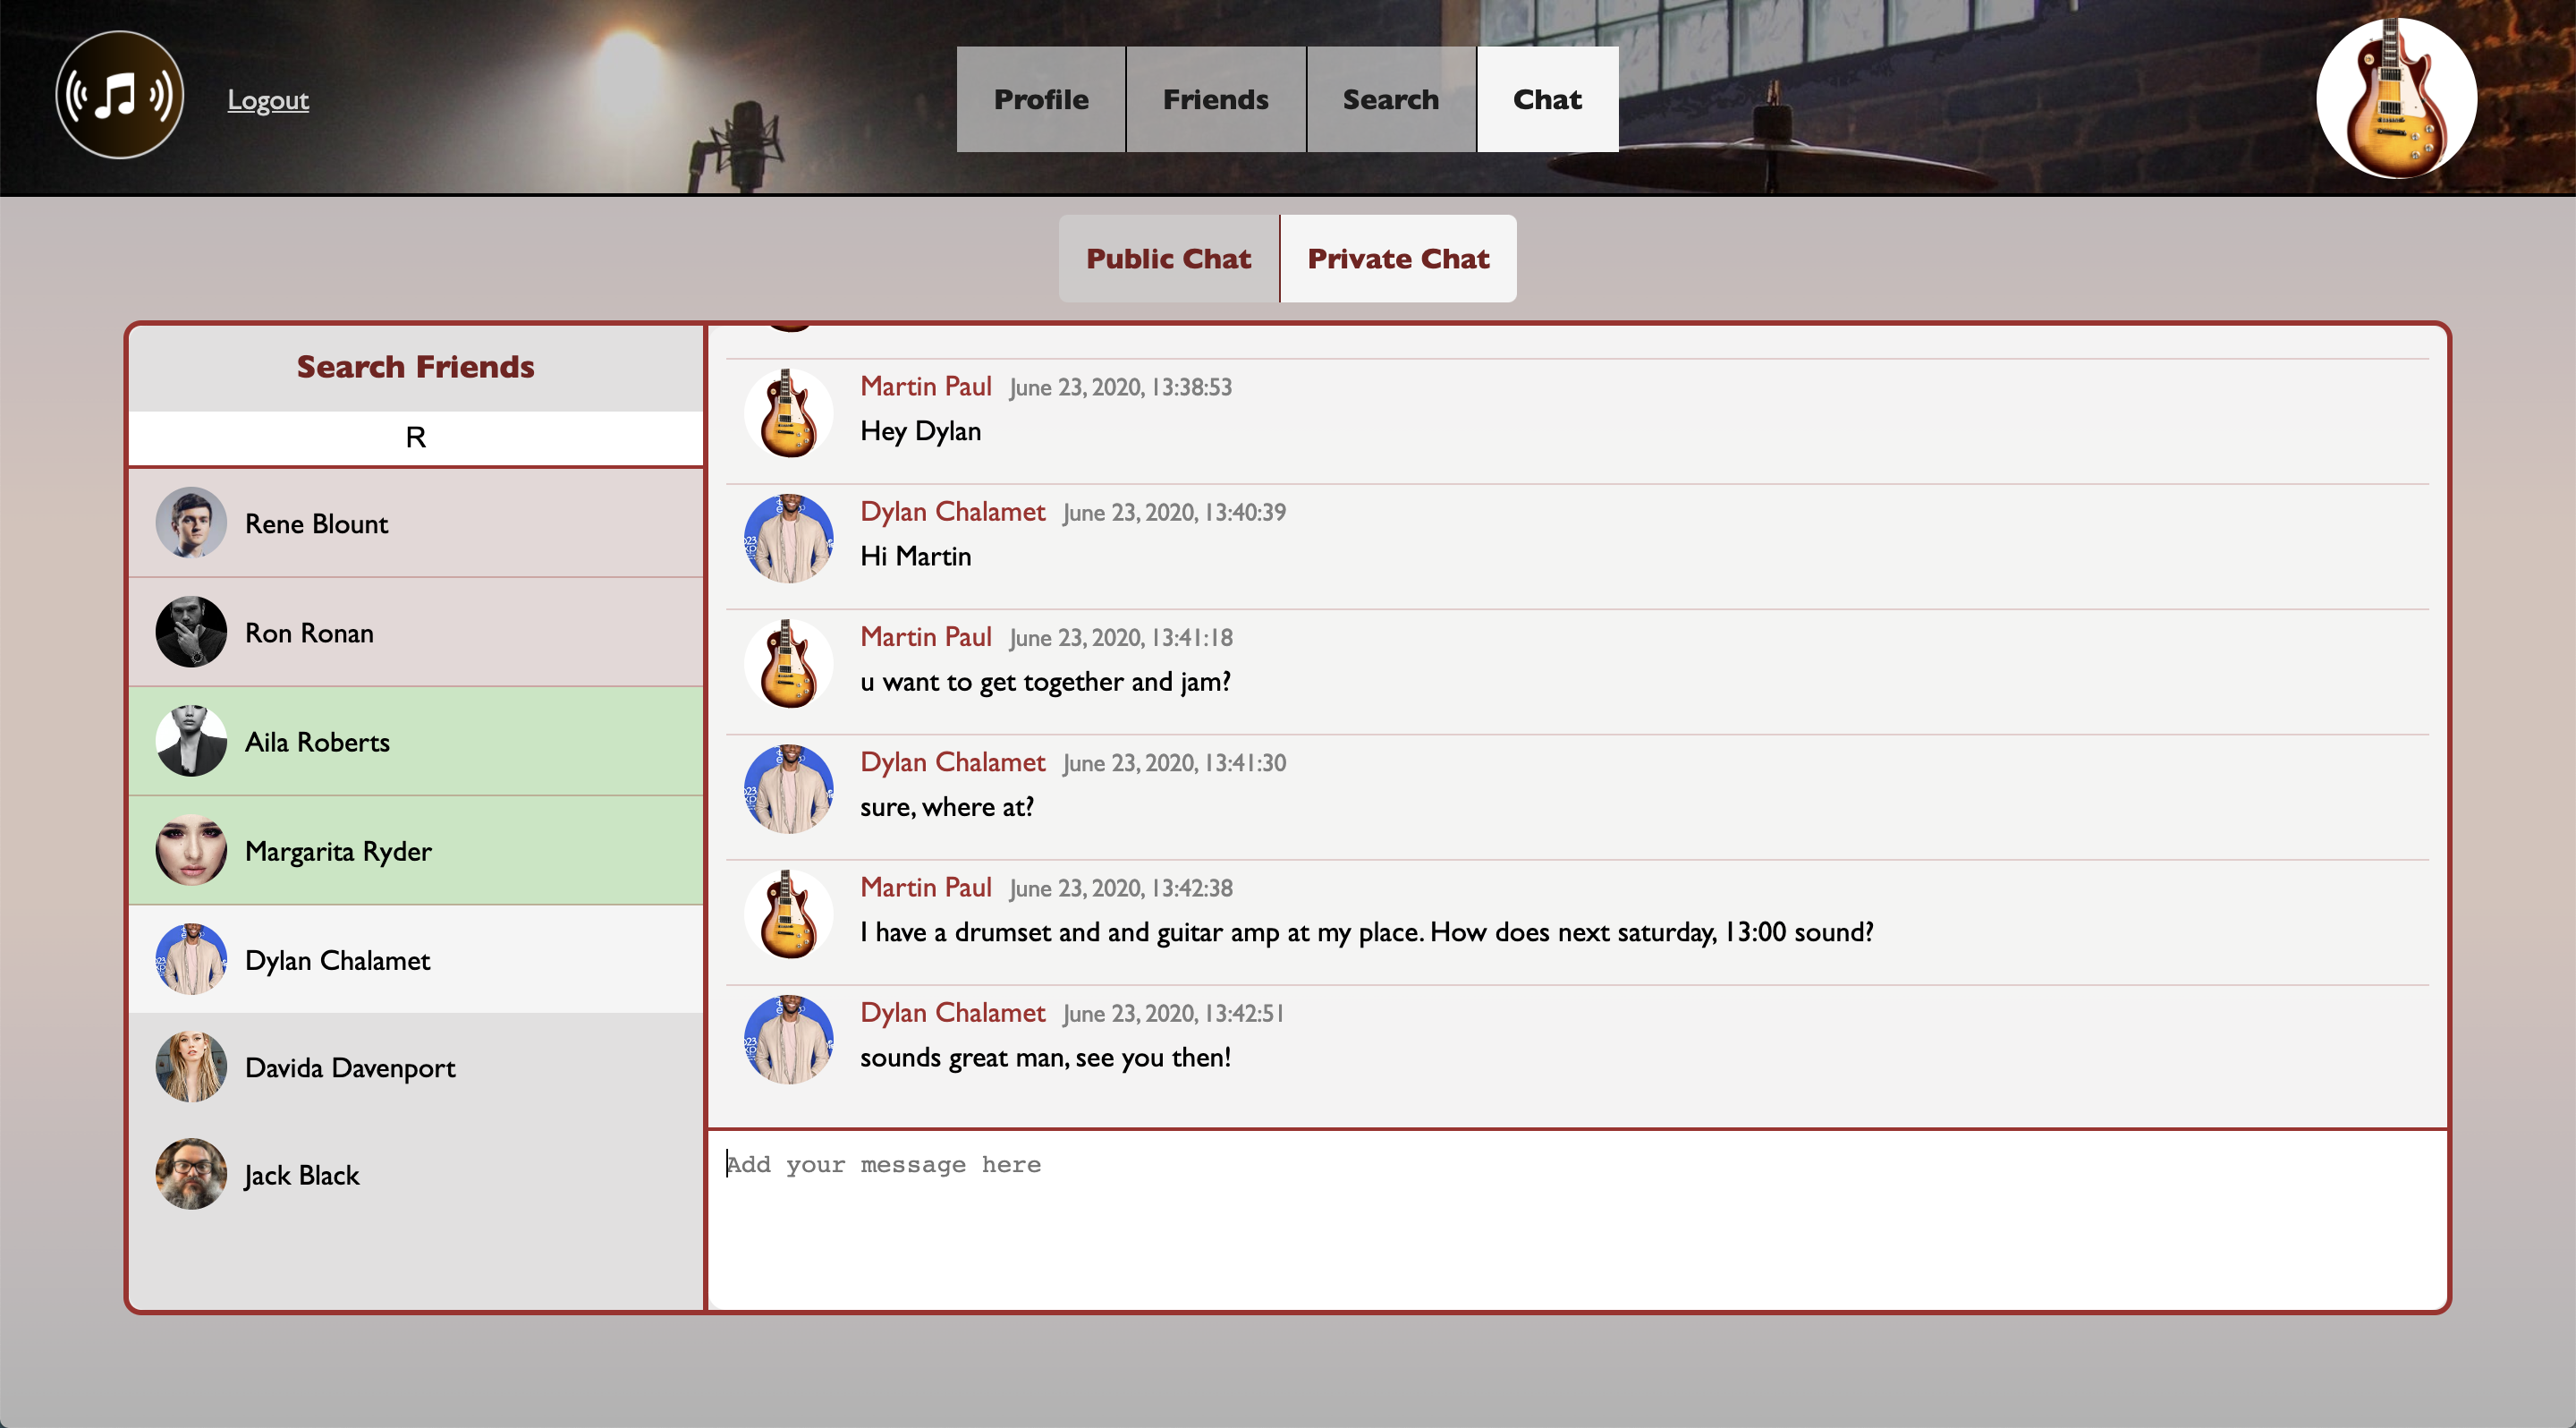 Logout
Profile
Friends
Search
Chat
Public Chat
Private Chat
Search Friends
R
Rene Blount
Ron Ronan
Aila Roberts
Margarita Ryder
Dylan Chalamet
Davida Davenport
Jack Black
Martin Paul June 23, 2020, 13:38:53
Hey Dylan
Dylan Chalamet June 23, 2020, 13:40:39
Hi Martin
Martin Paul June 23, 2020, 13:41:18
u want to get together and jam?
Dylan Chalamet June 23, 2020, 13:41:30
sure, where at?
Martin Paul June 23, 2020, 13:42:38
I have a drumset and and guitar amp at my place. How does next saturday, 13:00 sound?
Dylan Chalamet June 23, 2020, 13:42:51
sounds great man, see you then!
Add your message here